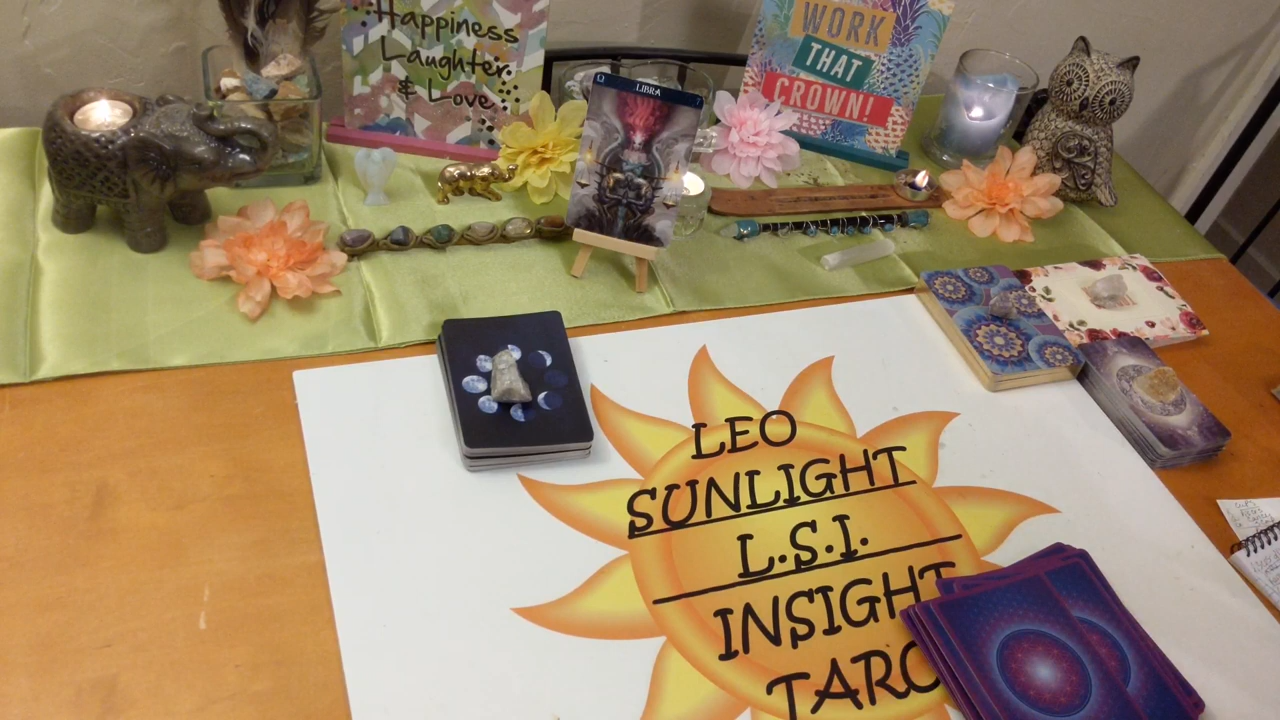 Happiness
Laughter
& Love
WORK
THAT
CROWN!
LIBRA
LEO
SUNLIGHT
L.S.I.
INSIGHT
TARO